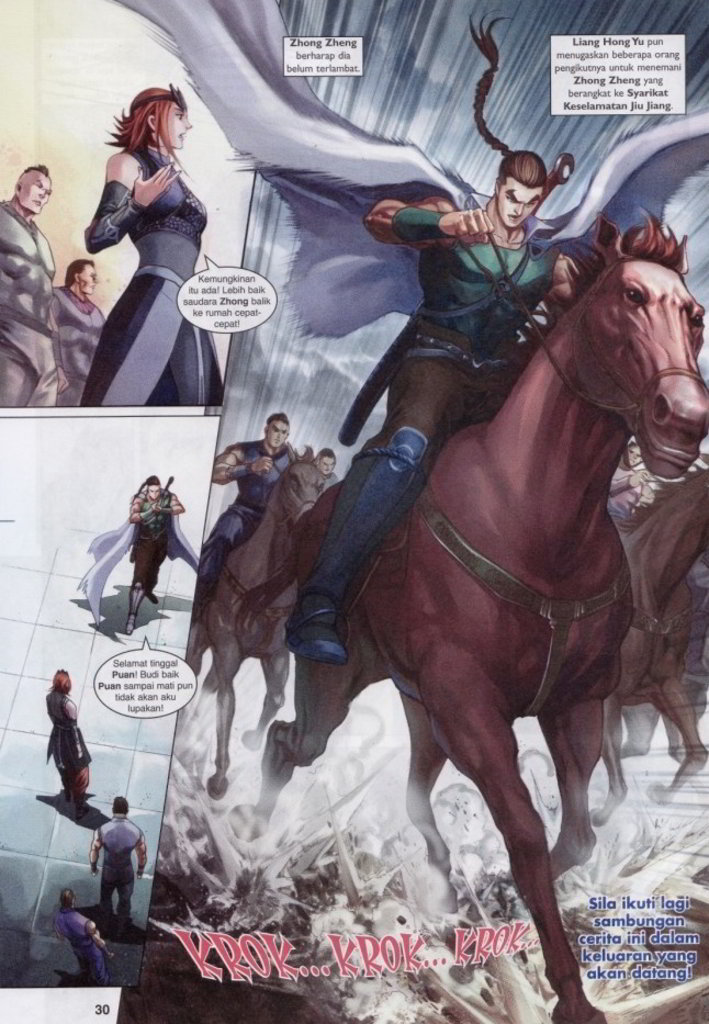 Kemungkinan
itu ada! Lebih baik
saudara Zhong balik
ke rumah cepat-
cepat!
Selamat tinggal
Puan! Budi baik
Puan sampai mati pun
tidak akan aku
lupakan!
Zhong Zheng
berharap dia
belum terlambat.
Liang Hong Yu pun
menugaskan beberapa orang
pengikutnya untuk menemani
Zhong Zheng yang
berangkat ke Syarikat
Keselamatan Jiu Jiang.
KROK... KROK... KROK...
Sila ikuti lagi
sambungan
cerita ini dalam
keluaran yang
akan datang!
30